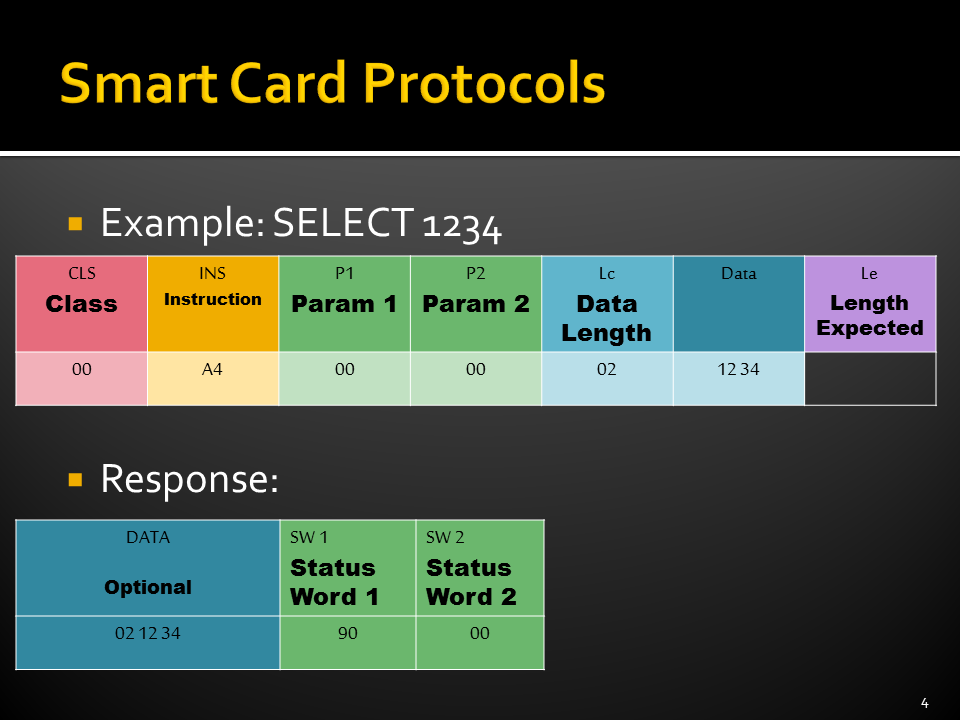 Smart Card Protocols
Example: SELECT 1234
CLS INS P1 P2 Lc Data Le
Class Instruction Param 1 Param 2 Data Length Length Expected
00 A4 00 00 02 12 34
Response:
DATA SW 1 SW 2
Optional Status Word 1 Status Word 2
02 12 34 90 00
4